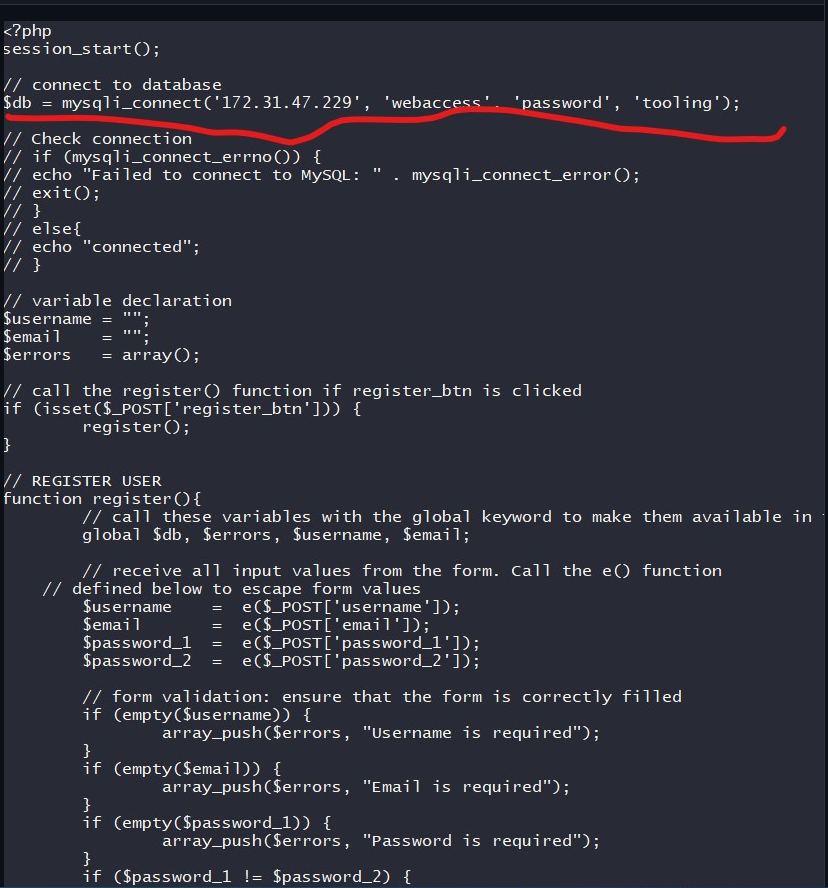 <?php
session_start();
// connect to database
$db = mysqli_connect('172.31.47.229', 'webaccess', 'password', 'tooling');
// Check connection
// if (mysqli_connect_errno()) {
// echo "Failed to connect to MySQL: " . mysqli_connect_error();
// exit();
// }
// else{
// echo "connected";
// }
// variable declaration
$username = "";
$email    = "";
$errors   = array();
// call the register() function if register_btn is clicked
if (isset($_POST['register_btn'])) {
        register();
}
// REGISTER USER
function register(){
        // call these variables with the global keyword to make them available in
        global $db, $errors, $username, $email;
        // receive all input values from the form. Call the e() function
    // defined below to escape form values
        $username    =  e($_POST['username']);
        $email       =  e($_POST['email']);
        $password_1  =  e($_POST['password_1']);
        $password_2  =  e($_POST['password_2']);
        // form validation: ensure that the form is correctly filled
        if (empty($username)) {
                array_push($errors, "Username is required");
        }
        if (empty($email)) {
                array_push($errors, "Email is required");
        }
        if (empty($password_1)) {
                array_push($errors, "Password is required");
        }
        if ($password_1 != $password_2) {